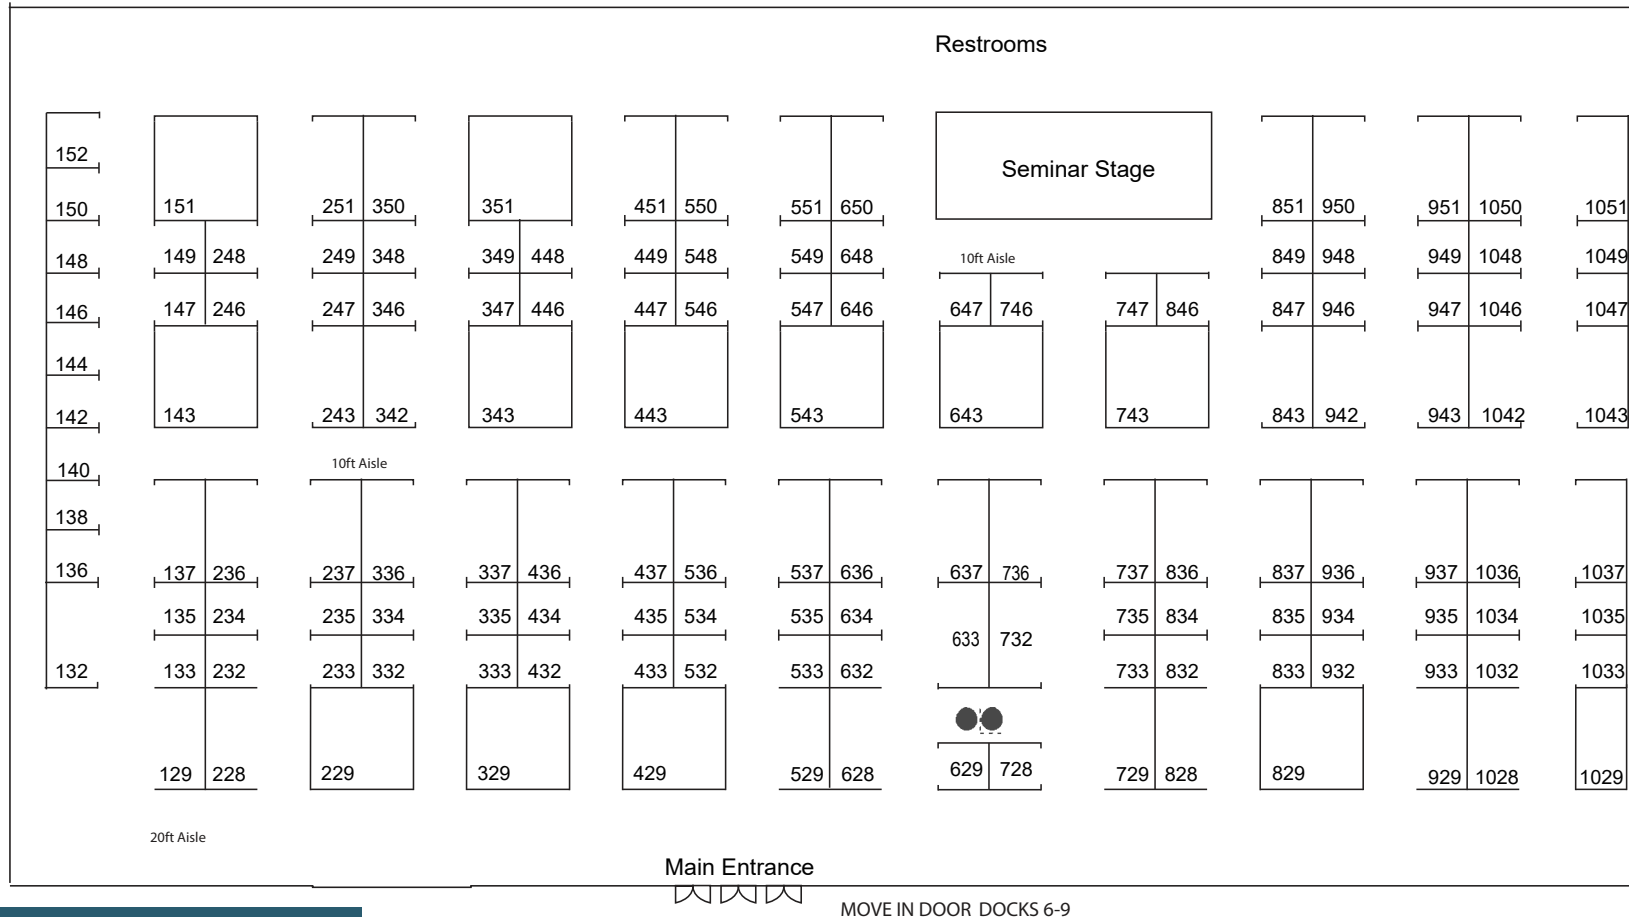 Restrooms
152
Seminar Stage
150 151 251 350 351 451 550 551 650 851 950 951 1050 1051
148 149 248 249 348 349 448 449 548 549 648 10ft Aisle 849 948 949 1048 1049
146 147 246 247 346 347 446 447 546 547 646 647 746 747 846 847 946 947 1046 1047
144
142 143 243 342 343 443 543 643 743 843 942 943 1042 1043
10ft Aisle
140
138
136 137 236 237 336 337 436 437 536 537 636 637 736 737 836 837 936 937 1036 1037
135 234 235 334 335 434 435 534 535 634 735 834 835 934 935 1034 1035
633 732
132 133 232 233 332 333 432 433 532 533 632 733 832 833 932 933 1032 1033
129 228 229 329 429 529 628 629 728 729 828 829 929 1028 1029
20ft Aisle
Main Entrance
MOVE IN DOOR DOCKS 6-9